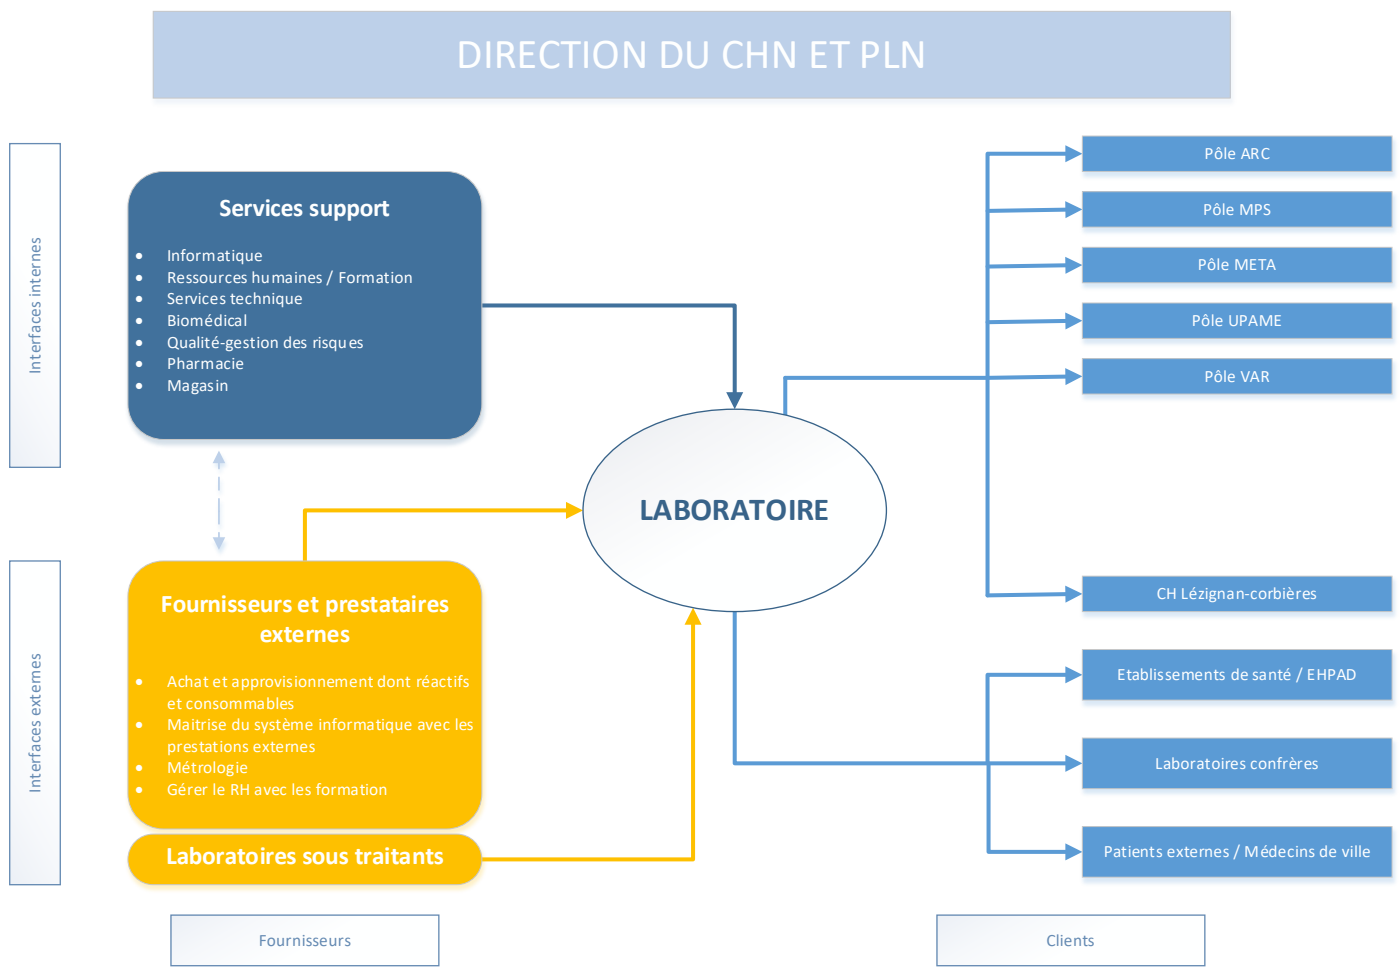 DIRECTION DU CHN ET PLN
Interfaces internes
Services support
• Informatique
• Ressources humaines / Formation
• Services technique
• Biomédical
• Qualité-gestion des risques
• Pharmacie
• Magasin
Pôle ARC
Pôle MPS
Pôle META
Pôle UPAME
Pôle VAR
LABORATOIRE
Interfaces externes
Fournisseurs et prestataires
externes
• Achat et approvisionnement dont réactifs
et consommables
• Maitrise du système informatique avec les
prestations externes
• Métrologie
• Gérer le RH avec les formation
Laboratoires sous traitants
CH Lézignan-corbières
Etablissements de santé / EHPAD
Laboratoires confrères
Patients externes / Médecins de ville
Fournisseurs
Clients